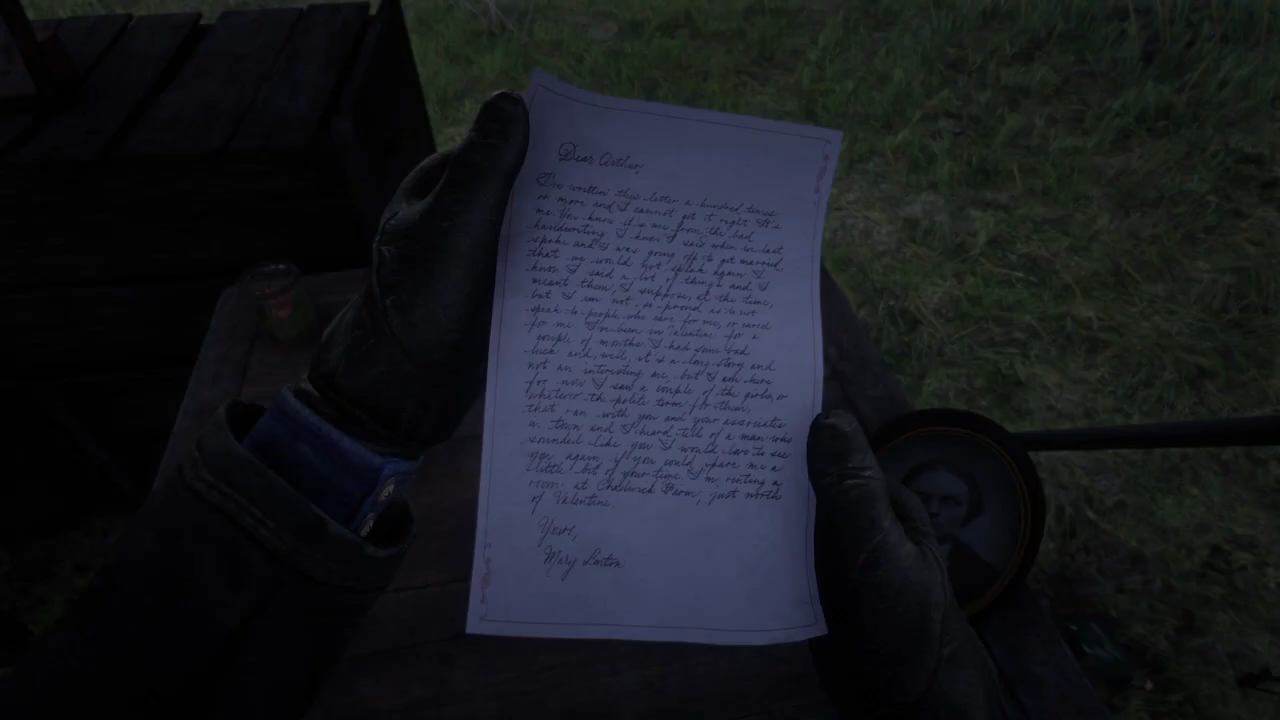 Dear Arthur,
I've written this letter a hundred times
or more and I cannot get it right. It's
me. You know it is me from the bad
handwriting. I know I said when we last
spoke and I was going off to get married,
that we would not speak again. I
know I said a lot of things and I
meant them, I suppose, at the time,
but I am not so proud as to not
speak to people who care for me, or cared
for me. I've been in Valentine for a
couple of months. I had some bad
luck and, well, it is a long story and
not an interesting one, but I am here
for now. I saw a couple of the girls, or
whatever the polite term for them,
that ran with you and your associates
in town and I heard tell of a man who
sounded like you. I would love to see
you again if you could spare me a
little bit of your time. I'm renting a
room at Chadwick Farm, just north
of Valentine.
Yours,
Mary Linton